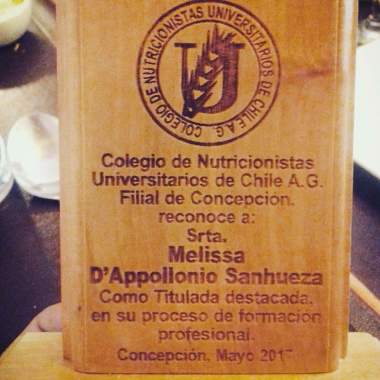 COLEGIO DE NUTRICIONISTAS UNIVERSITARIOS DE CHILE A.G.
U
Colegio de Nutricionistas
Universitarios de Chile A.G.
Filial de Concepción.
reconoce a:
Srta.
Melissa
D'Appollonio Sanhueza
Como Titulada destacada,
en su proceso de formación
profesional.
Concepción, Mayo